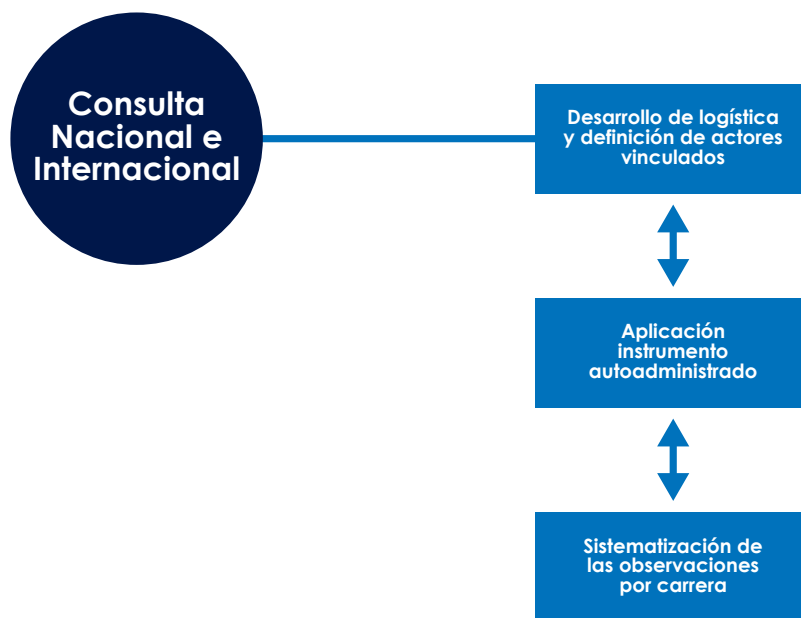 Consulta
Nacional e
Internacional
Desarrollo de logística
y definición de actores
vinculados
Aplicación
instrumento
autoadministrado
Sistematización de
las observaciones
por carrera